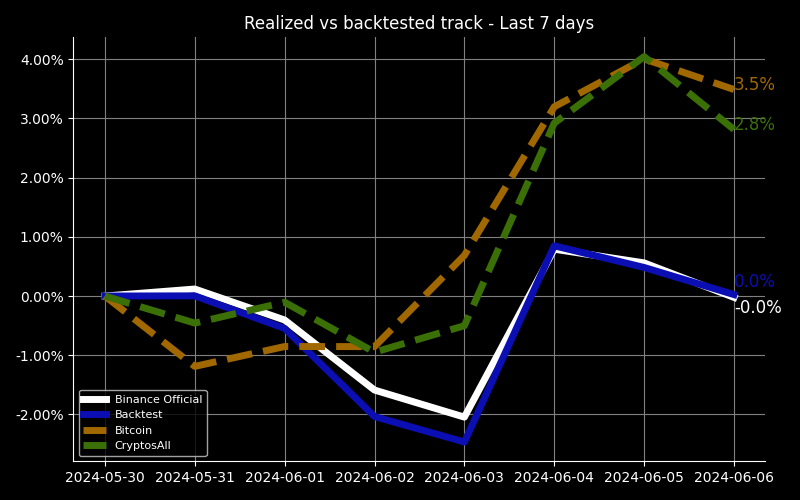 Realized vs backtested track - Last 7 days
4.00%
3.00%
2.00%
1.00%
0.00%
-1.00%
-2.00%
3.5%
2.8%
0.0%
-0.0%
Binance Official
Backtest
Bitcoin
CryptosAll
2024-05-30 2024-05-31 2024-06-01 2024-06-02 2024-06-03 2024-06-04 2024-06-05 2024-06-06